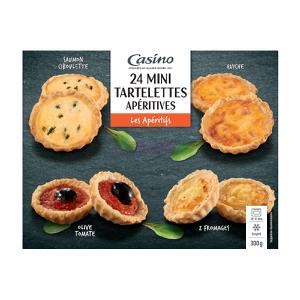 Casino
24 MINI
TARTELETTES
APÉRITIVES
Les Apéritifs
SAUMON
CIBOULETTE
QUICHE
OLIVE
TOMATE
2 FROMAGES
300g